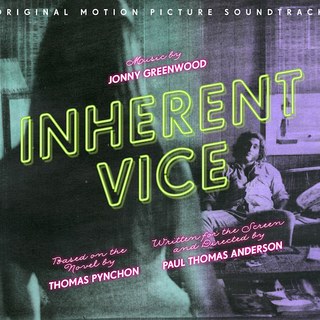 ORIGINAL MOTION PICTURE SOUNDTRACK
Music by
JONNY GREENWOOD
INHERENT
VICE
Based on the
Novel by
THOMAS PYNCHON
Written for the Screen
and Directed by
PAUL THOMAS ANDERSON